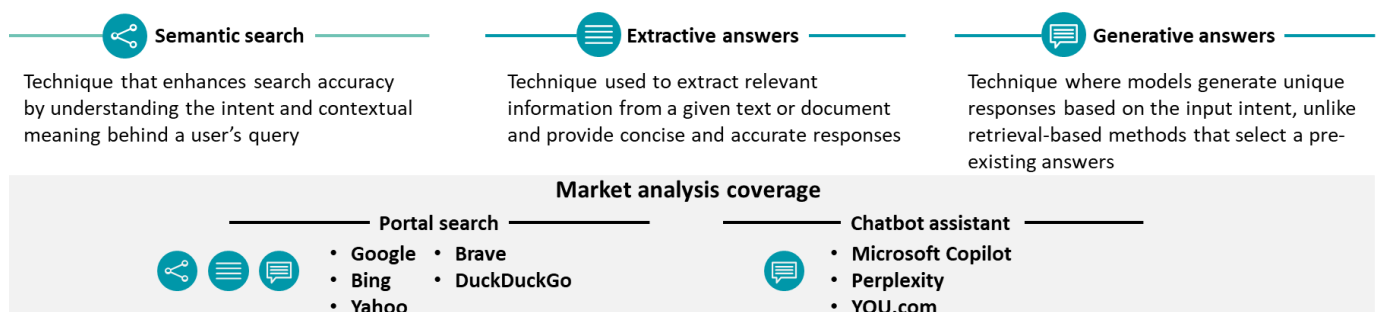 Semantic search
Technique that enhances search accuracy
by understanding the intent and contextual
meaning behind a user's query
Extractive answers
Technique used to extract relevant
information from a given text or document
and provide concise and accurate responses
Generative answers
Technique where models generate unique
responses based on the input intent, unlike
retrieval-based methods that select a pre-
existing answers
Market analysis coverage
Portal search
• Google
• Bing
• Yahoo
• Brave
• DuckDuckGo
Chatbot assistant
• Microsoft Copilot
• Perplexity
• YOU.com